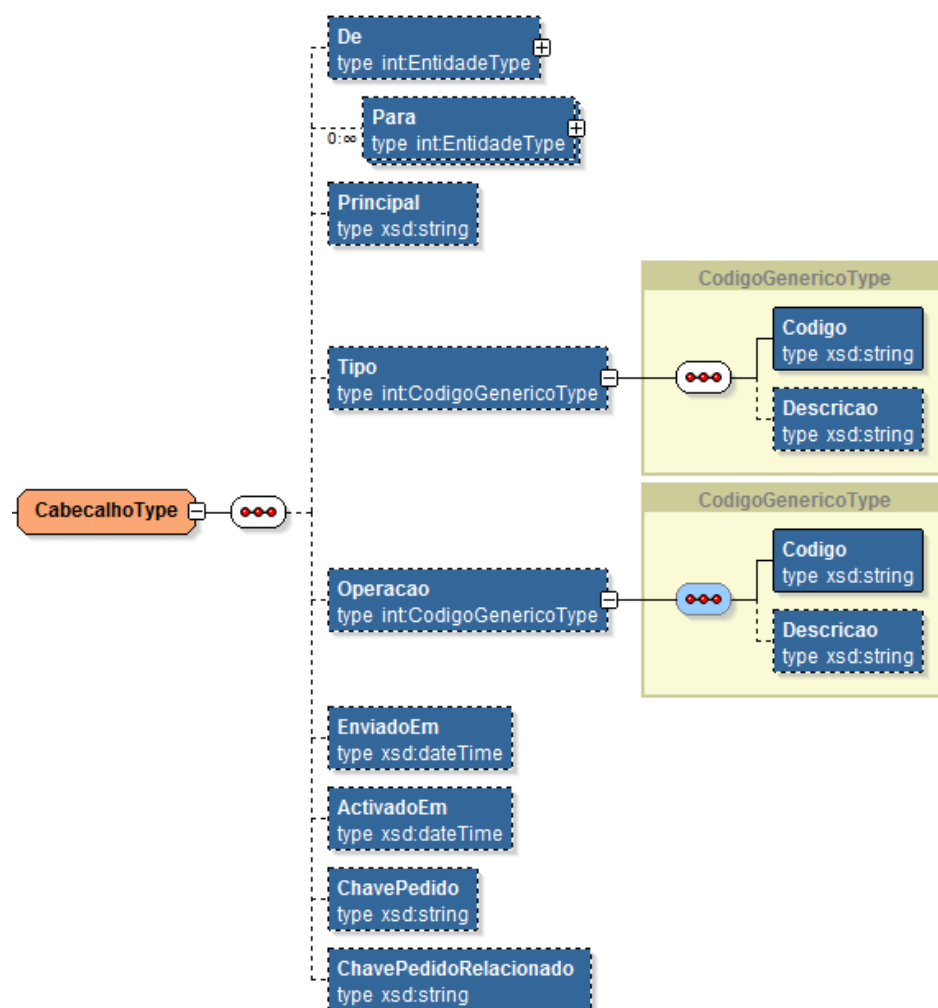 De
type int:EntidadeType
Para
0:∞
type int:EntidadeType
Principal
type xsd:string
CodigoGenericoType
Codigo
type xsd:string
Tipo
type int:CodigoGenericoType
Descricao
type xsd:string
CabecalhoType
CodigoGenericoType
Codigo
type xsd:string
Operacao
type int:CodigoGenericoType
Descricao
type xsd:string
EnviadoEm
type xsd:dateTime
ActivadoEm
type xsd:dateTime
ChavePedido
type xsd:string
ChavePedidoRelacionado
type xsd:string